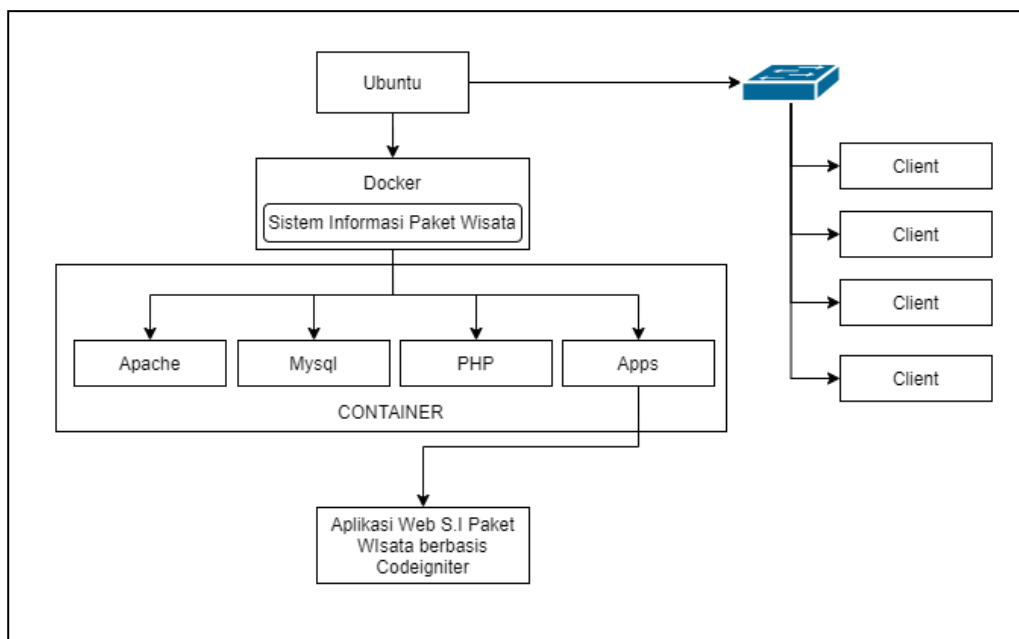 Ubuntu
Docker
Sistem Informasi Paket Wisata
Apache
Mysql
PHP
Apps
CONTAINER
Aplikasi Web S.I Paket
WIsata berbasis
Codeigniter
Client
Client
Client
Client